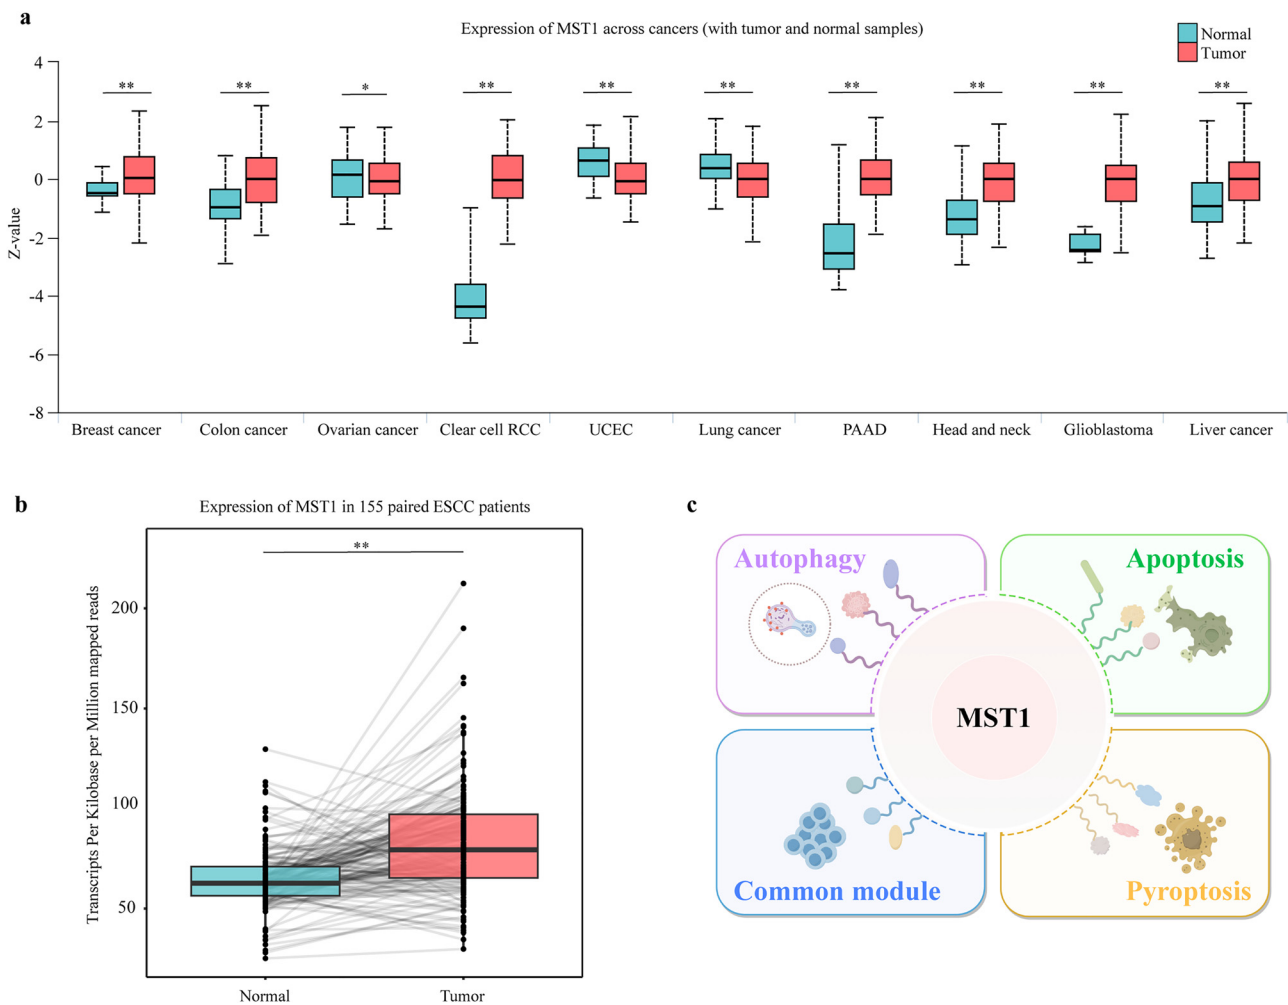 a
Expression of MST1 across cancers (with tumor and normal samples)
Normal
Tumor
Z-value
4
2
0
-2
-4
-6
-8
** ** * ** ** ** ** ** ** **
Breast cancer Colon cancer Ovarian cancer Clear cell RCC UCEC Lung cancer PAAD Head and neck Glioblastoma Liver cancer
b
Expression of MST1 in 155 paired ESCC patients
**
Transcripts Per Kilobase per Million mapped reads
200
150
100
50
Normal Tumor
c
Autophagy
Apoptosis
MST1
Common module
Pyroptosis